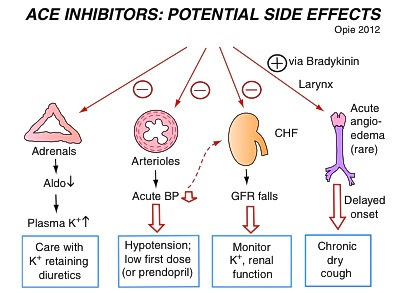 ACE INHIBITORS: POTENTIAL SIDE EFFECTS
Opie 2012
+ via Bradykinin
Larynx
− − −
Adrenals
Aldo↓
Plasma K⁺↑
Care with
K⁺ retaining
diuretics
Arterioles
Acute BP ⇩
Hypotension;
low first dose
(or prendopril)
CHF
GFR falls
Monitor
K⁺, renal
function
Acute
angio-
edema
(rare)
Delayed
onset
Chronic
dry
cough